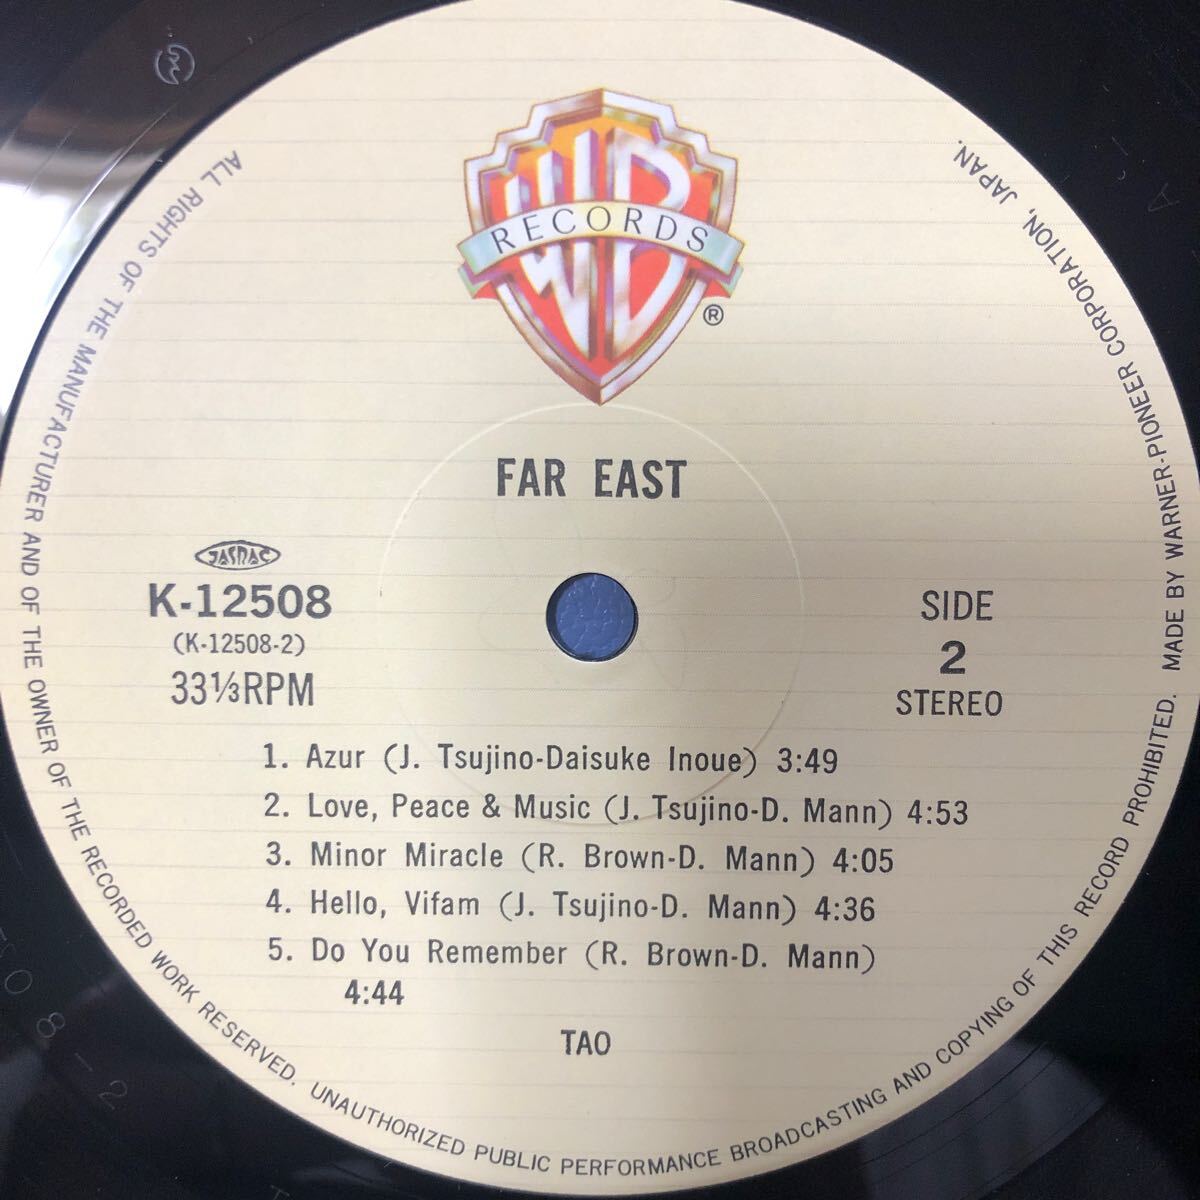 WB
RECORDS
®
FAR EAST
JASRAC
K-12508
(K-12508-2)
33⅓RPM
SIDE
2
STEREO
1. Azur (J. Tsujino-Daisuke Inoue) 3:49
2. Love, Peace & Music (J. Tsujino-D. Mann) 4:53
3. Minor Miracle (R. Brown-D. Mann) 4:05
4. Hello, Vifam (J. Tsujino-D. Mann) 4:36
5. Do You Remember (R. Brown-D. Mann)
4:44
TAO
ALL RIGHTS OF THE MANUFACTURER AND OF THE OWNER OF THE RECORDED WORK RESERVED. UNAUTHORIZED PUBLIC PERFORMANCE BROADCASTING AND COPYING OF THIS RECORD PROHIBITED. MADE BY WARNER-PIONEER CORPORATION, JAPAN.